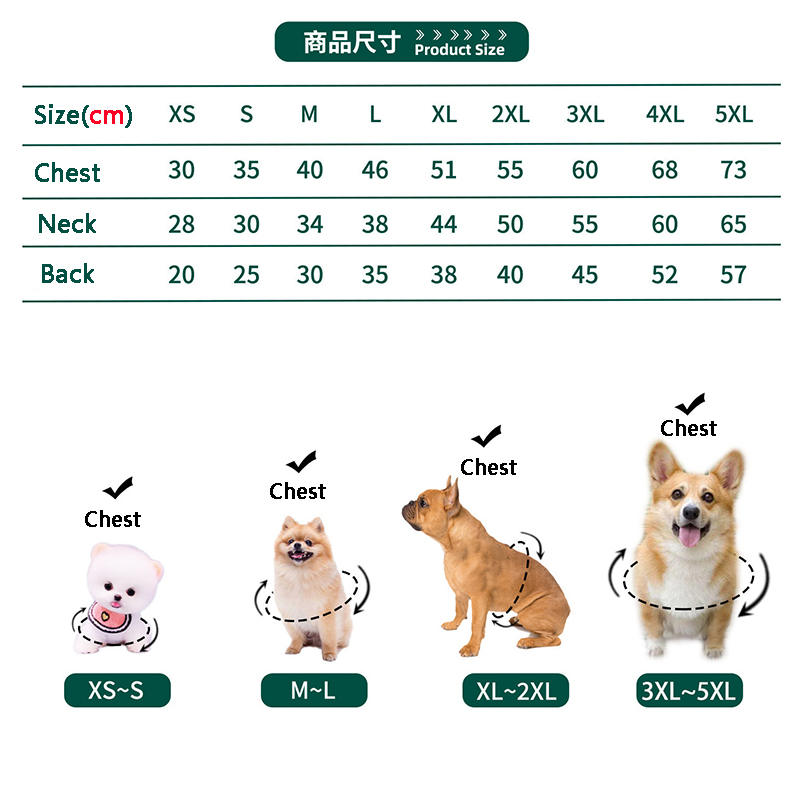 商品尺寸 Product Size
Size(cm) XS S M L XL 2XL 3XL 4XL 5XL
Chest 30 35 40 46 51 55 60 68 73
Neck 28 30 34 38 44 50 55 60 65
Back 20 25 30 35 38 40 45 52 57
Chest
Chest
Chest
Chest
XS~S
M~L
XL~2XL
3XL~5XL